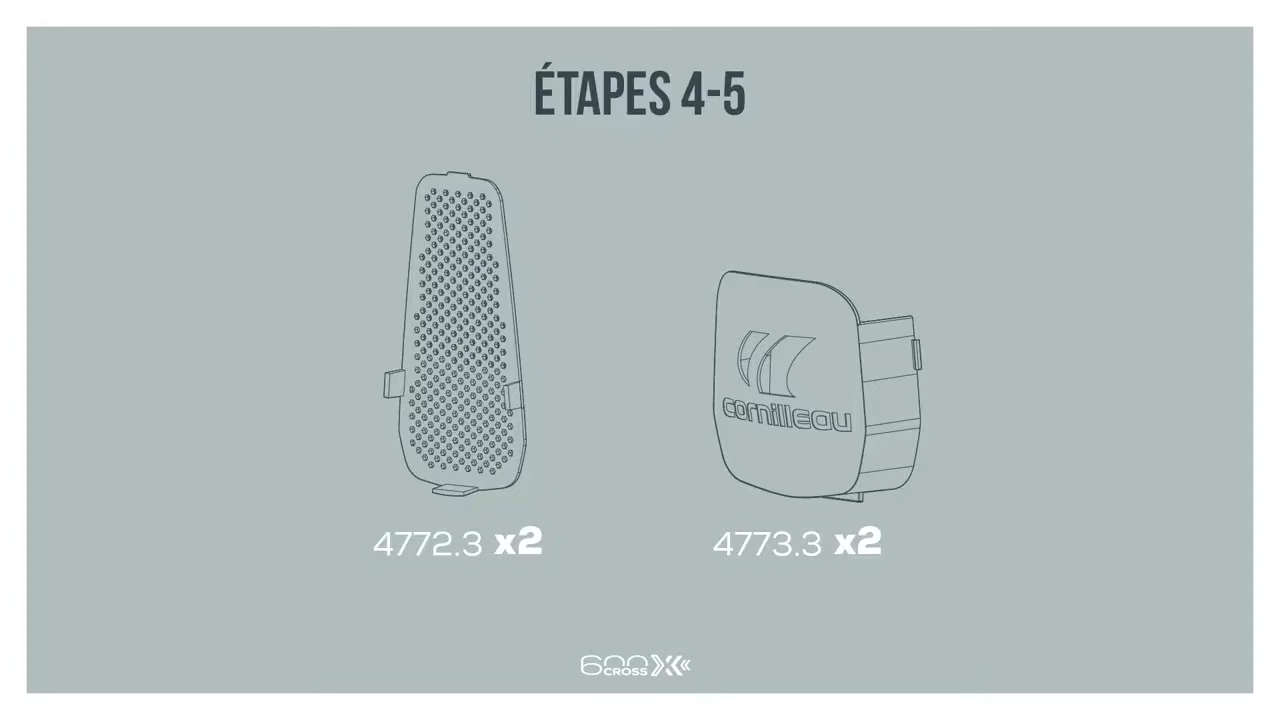 ÉTAPES 4-5
cornilleau
4772.3 x2
4773.3 x2
600 CROSS X